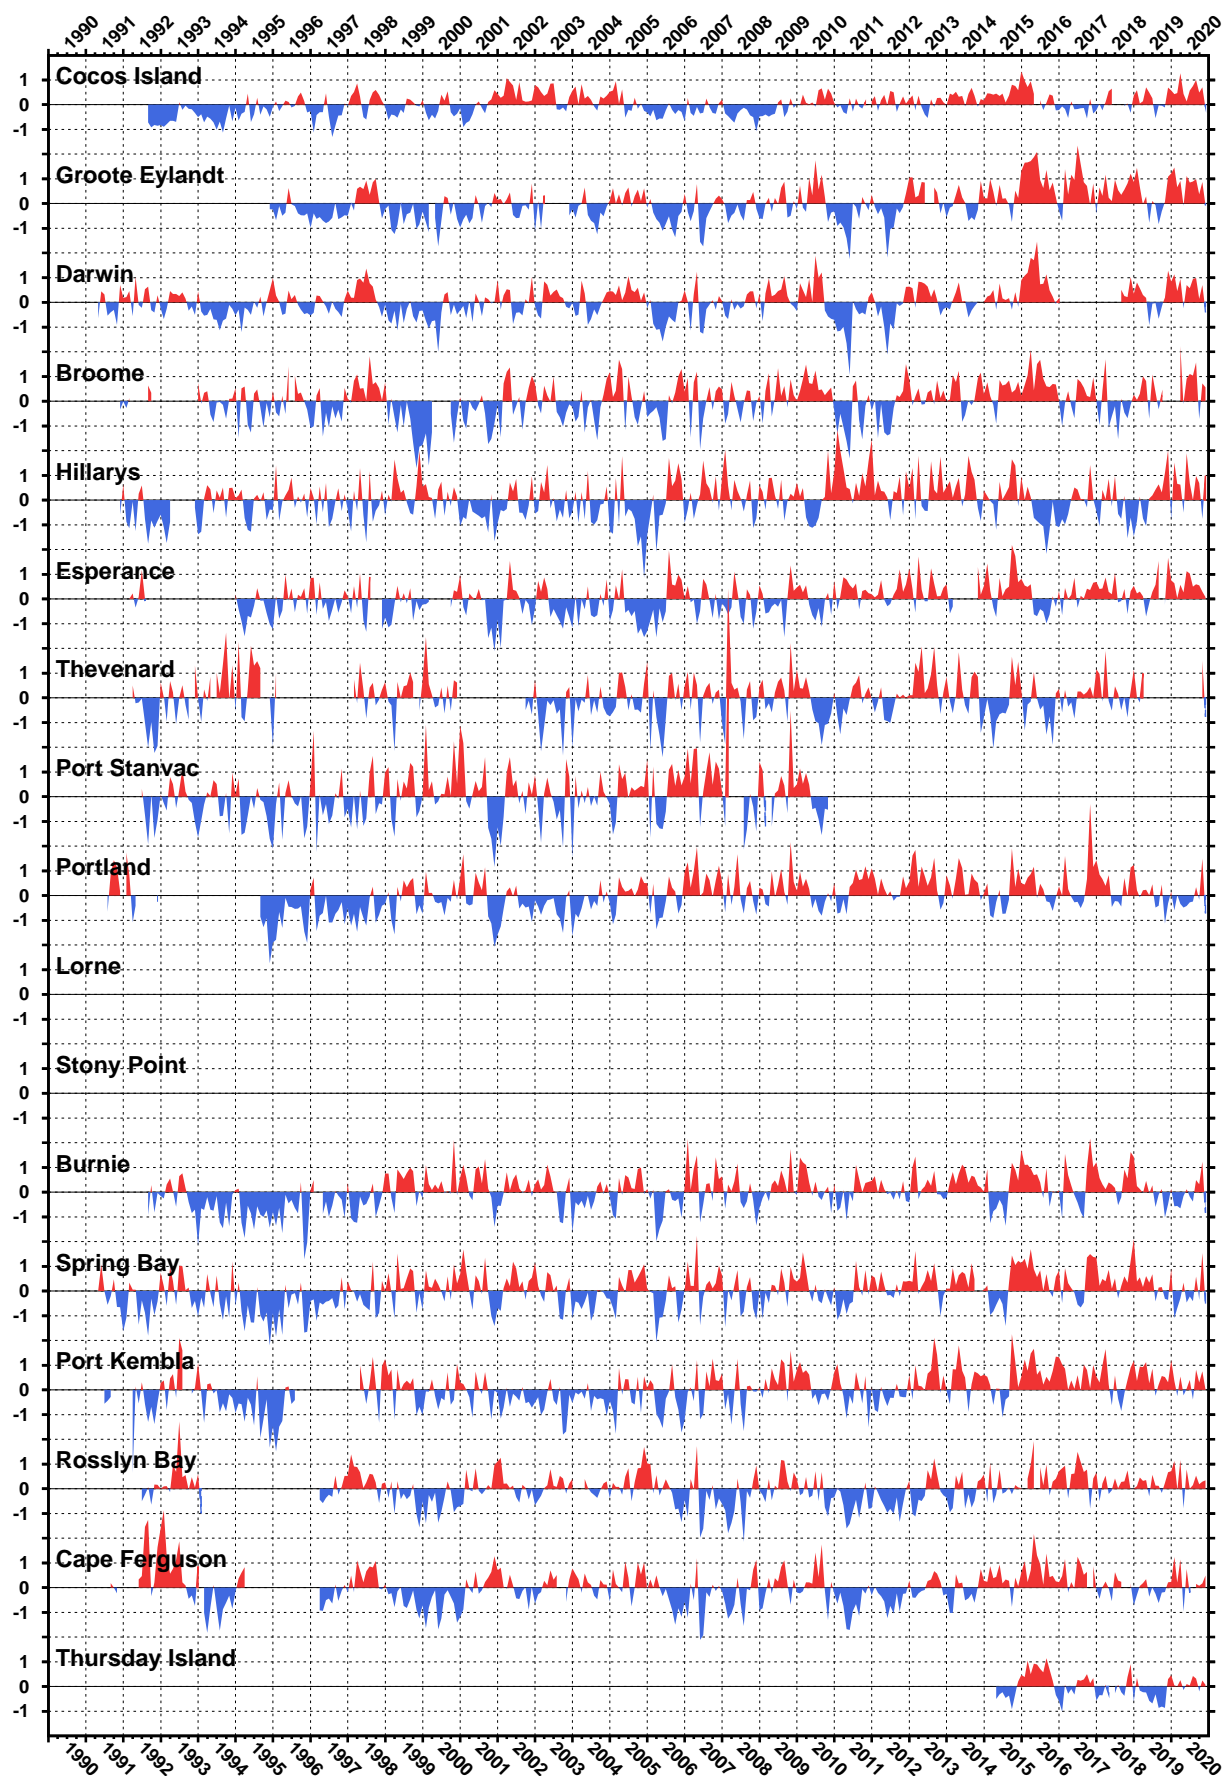 1990 1991 1992 1993 1994 1995 1996 1997 1998 1999 2000 2001 2002 2003 2004 2005 2006 2007 2008 2009 2010 2011 2012 2013 2014 2015 2016 2017 2018 2019 2020
Cocos Island
1
0
-1
Groote Eylandt
1
0
-1
Darwin
1
0
-1
Broome
1
0
-1
Hillarys
1
0
-1
Esperance
1
0
-1
Thevenard
1
0
-1
Port Stanvac
1
0
-1
Portland
1
0
-1
Lorne
1
0
-1
Stony Point
1
0
-1
Burnie
1
0
-1
Spring Bay
1
0
-1
Port Kembla
1
0
-1
Rosslyn Bay
1
0
-1
Cape Ferguson
1
0
-1
Thursday Island
1
0
-1
1990 1991 1992 1993 1994 1995 1996 1997 1998 1999 2000 2001 2002 2003 2004 2005 2006 2007 2008 2009 2010 2011 2012 2013 2014 2015 2016 2017 2018 2019 2020